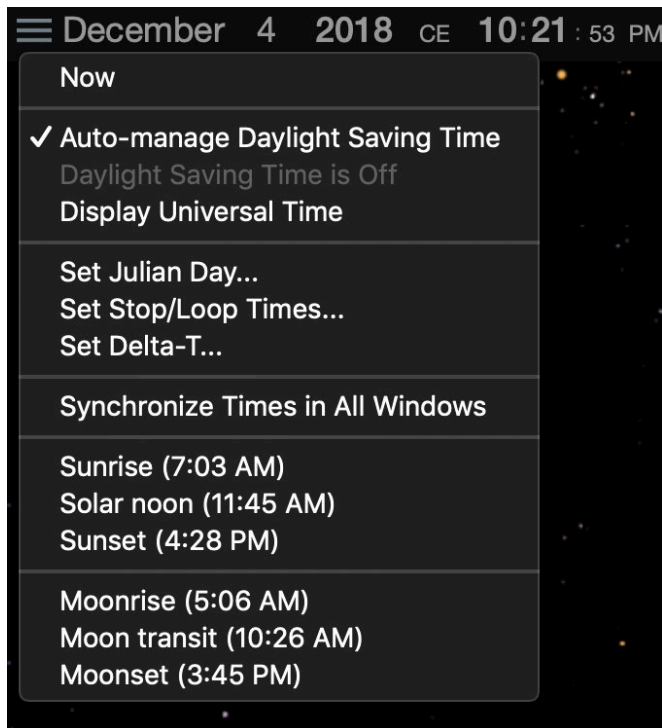 December 4 2018 CE 10:21:53 PM
Now
✓ Auto-manage Daylight Saving Time
Daylight Saving Time is Off
Display Universal Time
Set Julian Day...
Set Stop/Loop Times...
Set Delta-T...
Synchronize Times in All Windows
Sunrise (7:03 AM)
Solar noon (11:45 AM)
Sunset (4:28 PM)
Moonrise (5:06 AM)
Moon transit (10:26 AM)
Moonset (3:45 PM)